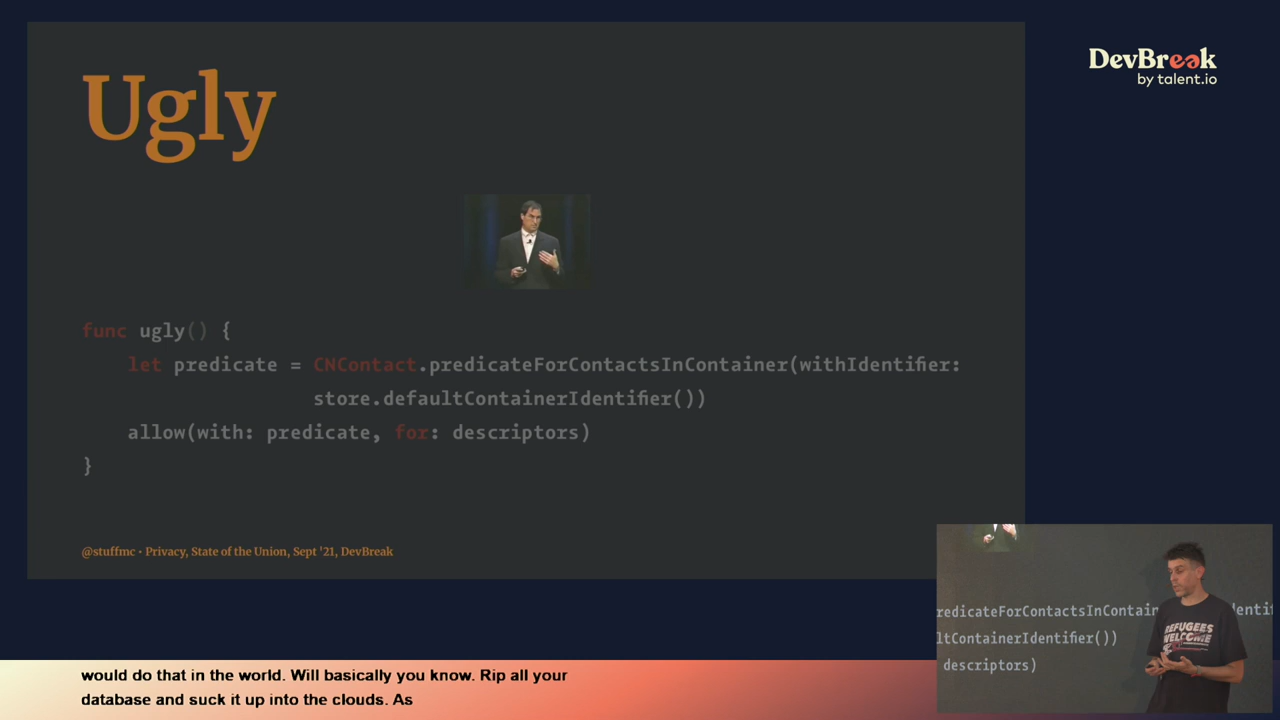 Ugly
func ugly() {
let predicate = CNContact.predicateForContactsInContainer(withIdentifier:
store.defaultContainerIdentifier())
allow(with: predicate, for: descriptors)
}
@stuffmc • Privacy, State of the Union, Sept '21, DevBreak
DevBreak
by talent.io
redicateForContactsInContain
dentif
ltContainerIdentifier())
descriptors)
REFUGEES
WELCOME
would do that in the world. Will basically you know. Rip all your
database and suck it up into the clouds. As